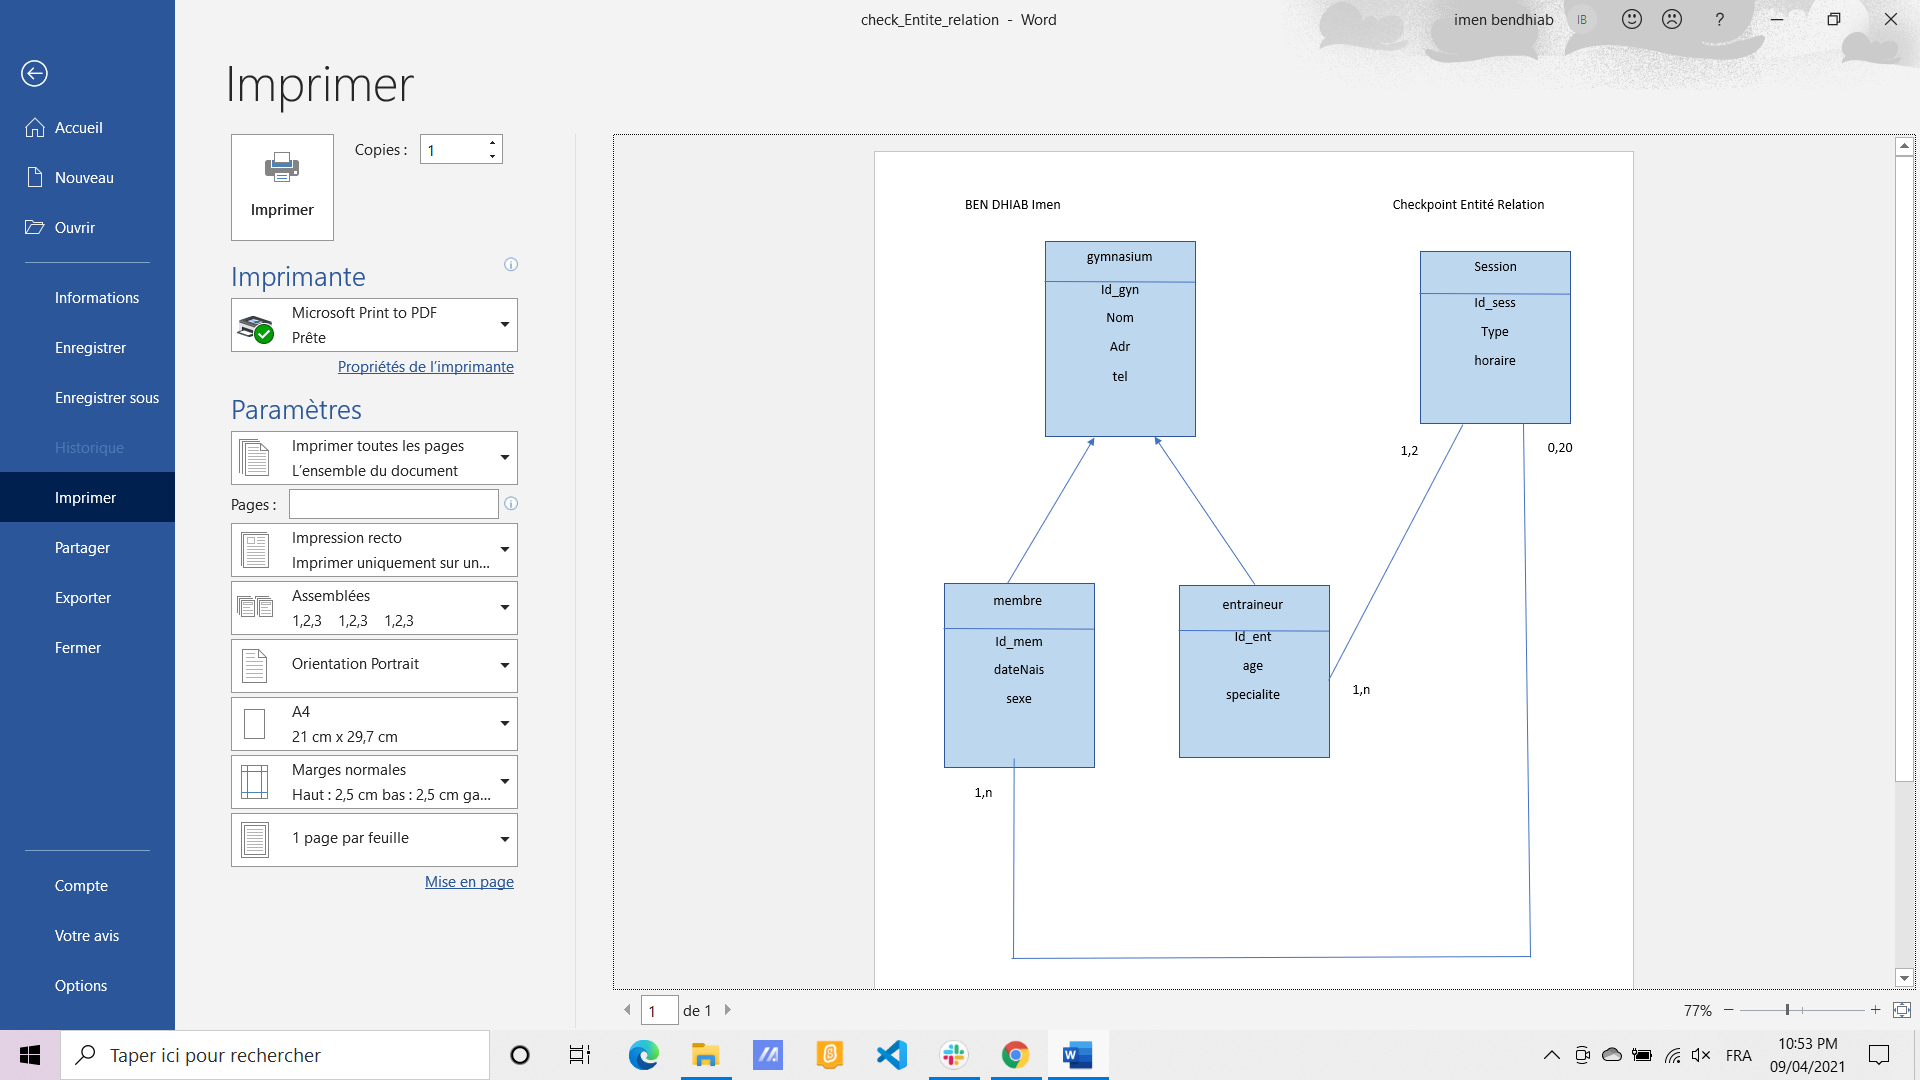 check_Entite_relation - Word
imen bendhiab
IB
?
Imprimer
Accueil
Nouveau
Ouvrir
Informations
Enregistrer
Enregistrer sous
Historique
Imprimer
Partager
Exporter
Fermer
Compte
Votre avis
Options
Imprimer
Copies :
1
Imprimante
Microsoft Print to PDF
Prête
Propriétés de l'imprimante
Paramètres
Imprimer toutes les pages
L'ensemble du document
Pages :
Impression recto
Imprimer uniquement sur un...
Assemblées
1,2,3 1,2,3 1,2,3
Orientation Portrait
A4
21 cm x 29,7 cm
Marges normales
Haut : 2,5 cm bas : 2,5 cm ga...
1 page par feuille
Mise en page
BEN DHIAB Imen
Checkpoint Entité Relation
gymnasium
Id_gyn
Nom
Adr
tel
Session
Id_sess
Type
horaire
1,2
0,20
membre
Id_mem
dateNais
sexe
entraineur
Id_ent
age
specialite
1,n
1,n
1 de 1
77%
Taper ici pour rechercher
FRA
10:53 PM
09/04/2021